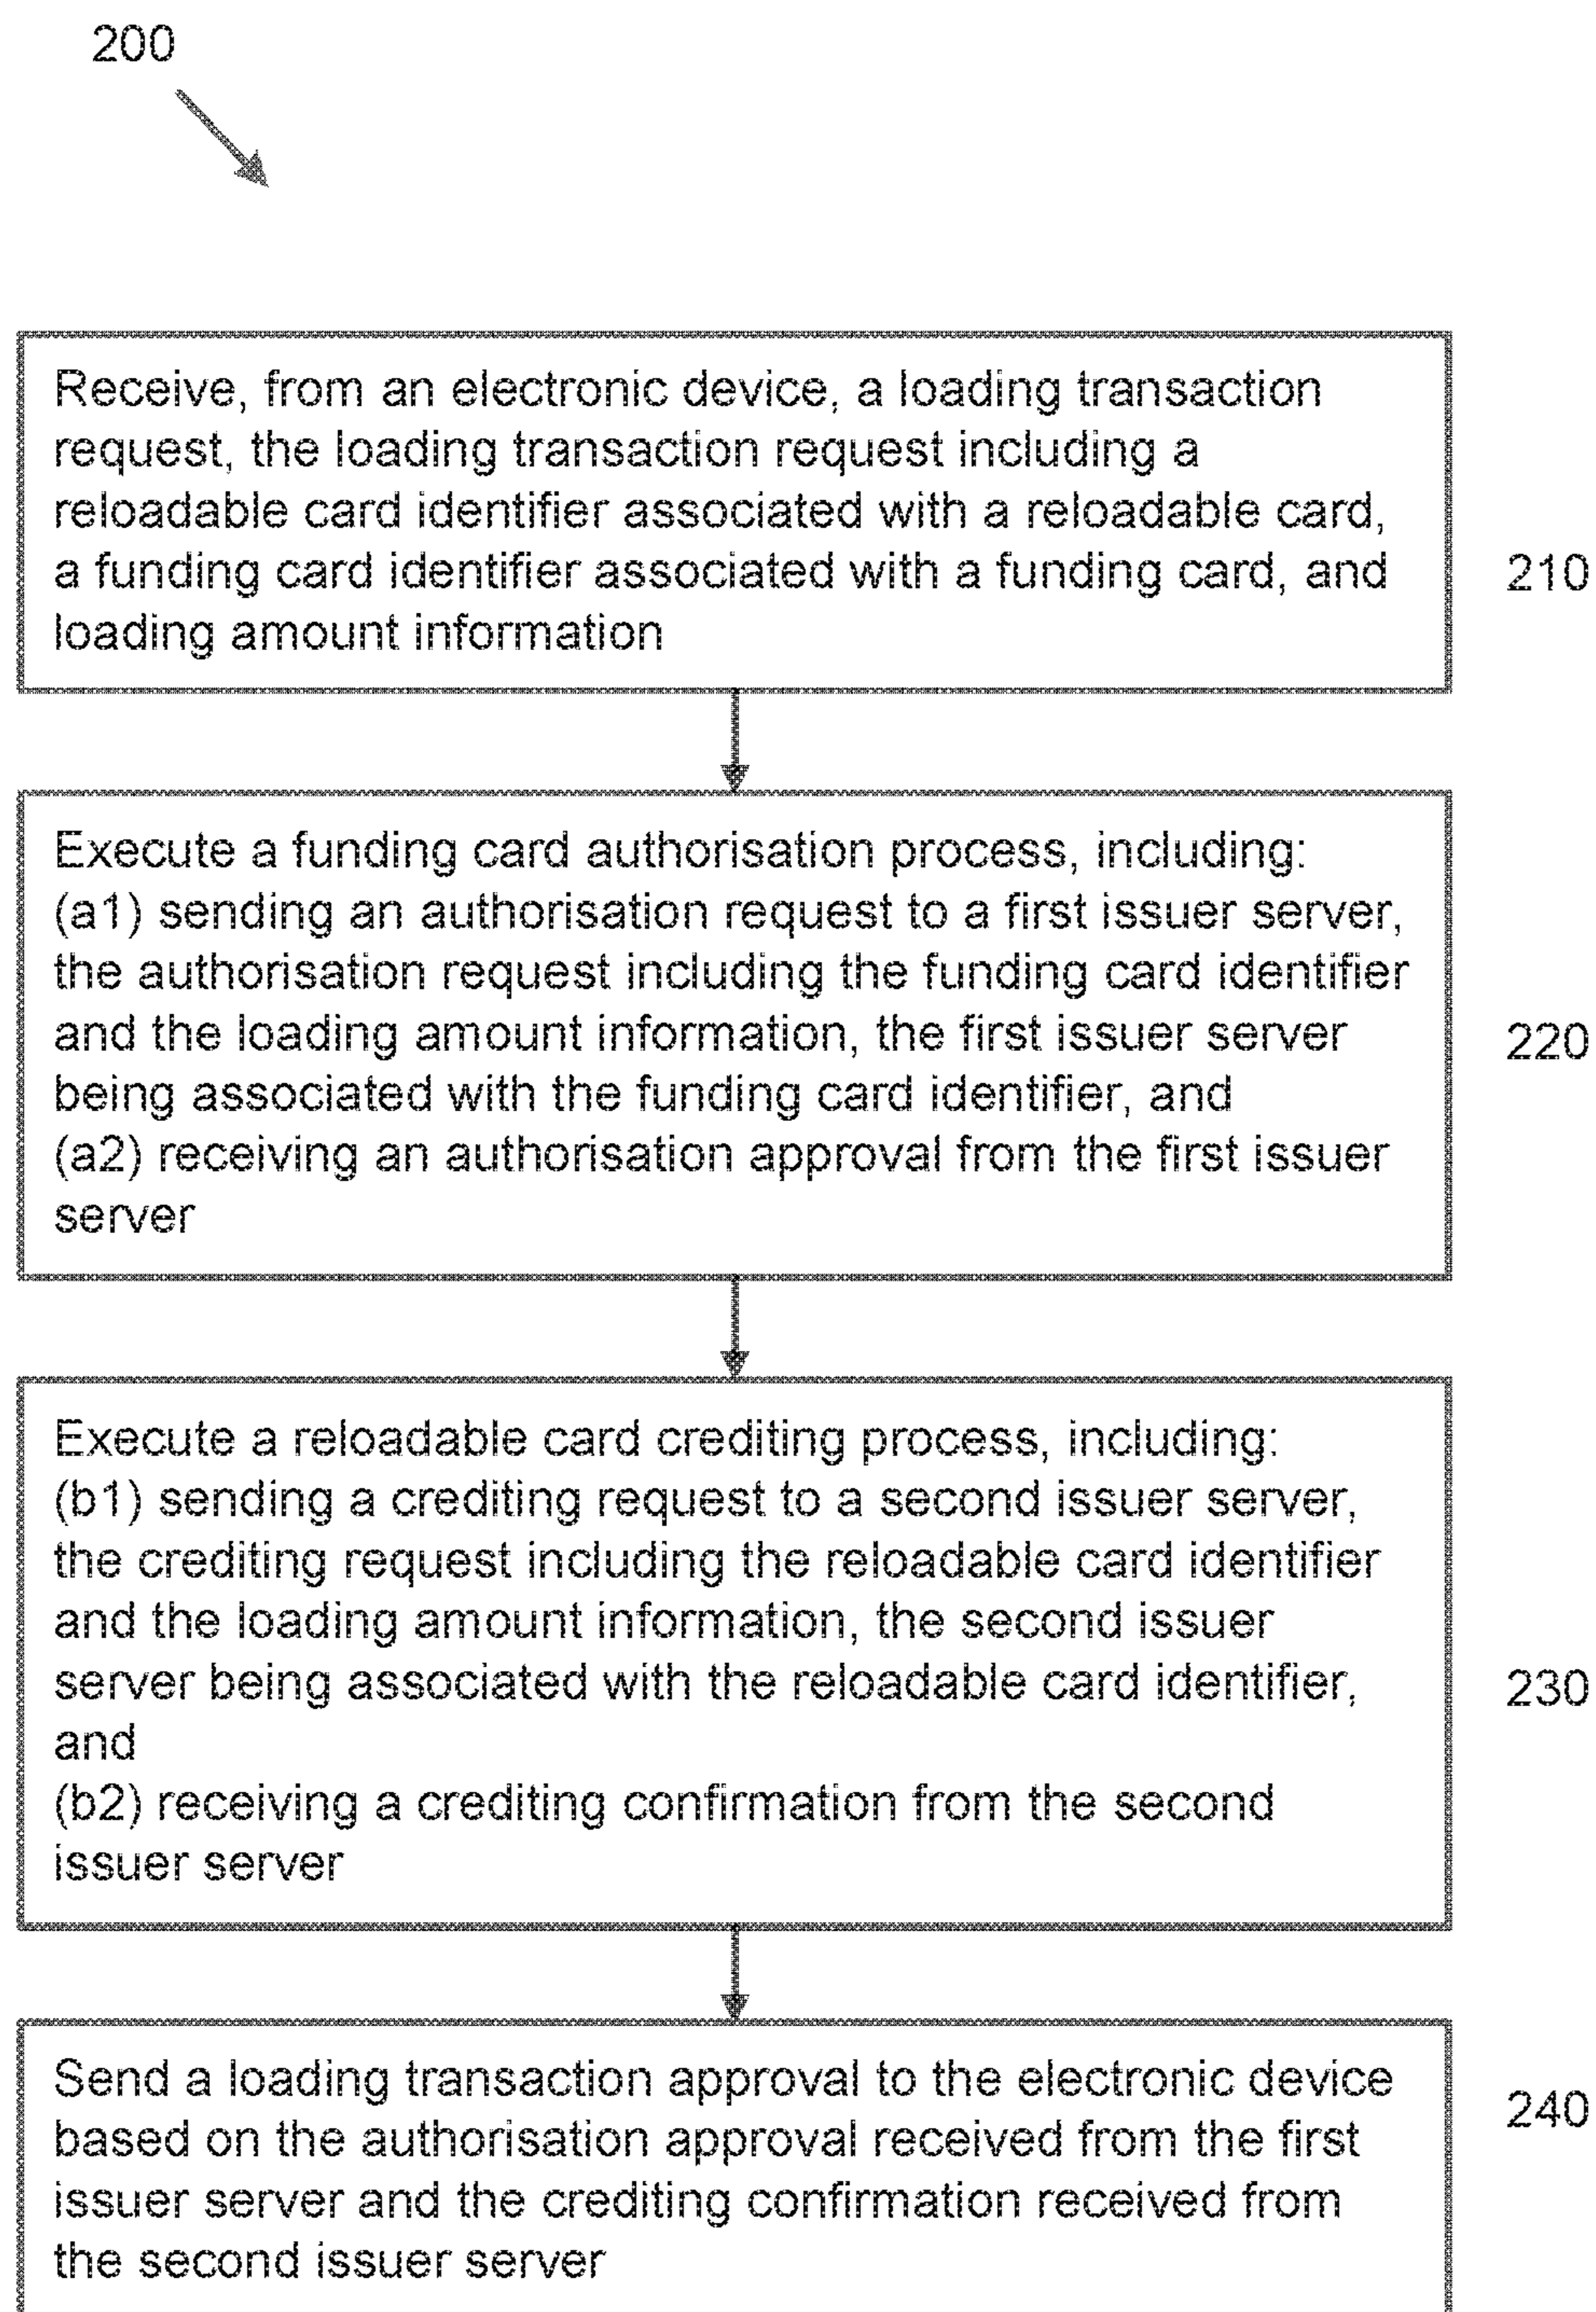 200
Receive, from an electronic device, a loading transaction
request, the loading transaction request including a
reloadable card identifier associated with a reloadable card,
a funding card identifier associated with a funding card, and
loading amount information
210
Execute a funding card authorisation process, including:
(a1) sending an authorisation request to a first issuer server,
the authorisation request including the funding card identifier
and the loading amount information, the first issuer server
being associated with the funding card identifier, and
(a2) receiving an authorisation approval from the first issuer
server
220
Execute a reloadable card crediting process, including:
(b1) sending a crediting request to a second issuer server,
the crediting request including the reloadable card identifier
and the loading amount information, the second issuer
server being associated with the reloadable card identifier,
and
(b2) receiving a crediting confirmation from the second
issuer server
230
Send a loading transaction approval to the electronic device
based on the authorisation approval received from the first
issuer server and the crediting confirmation received from
the second issuer server
240